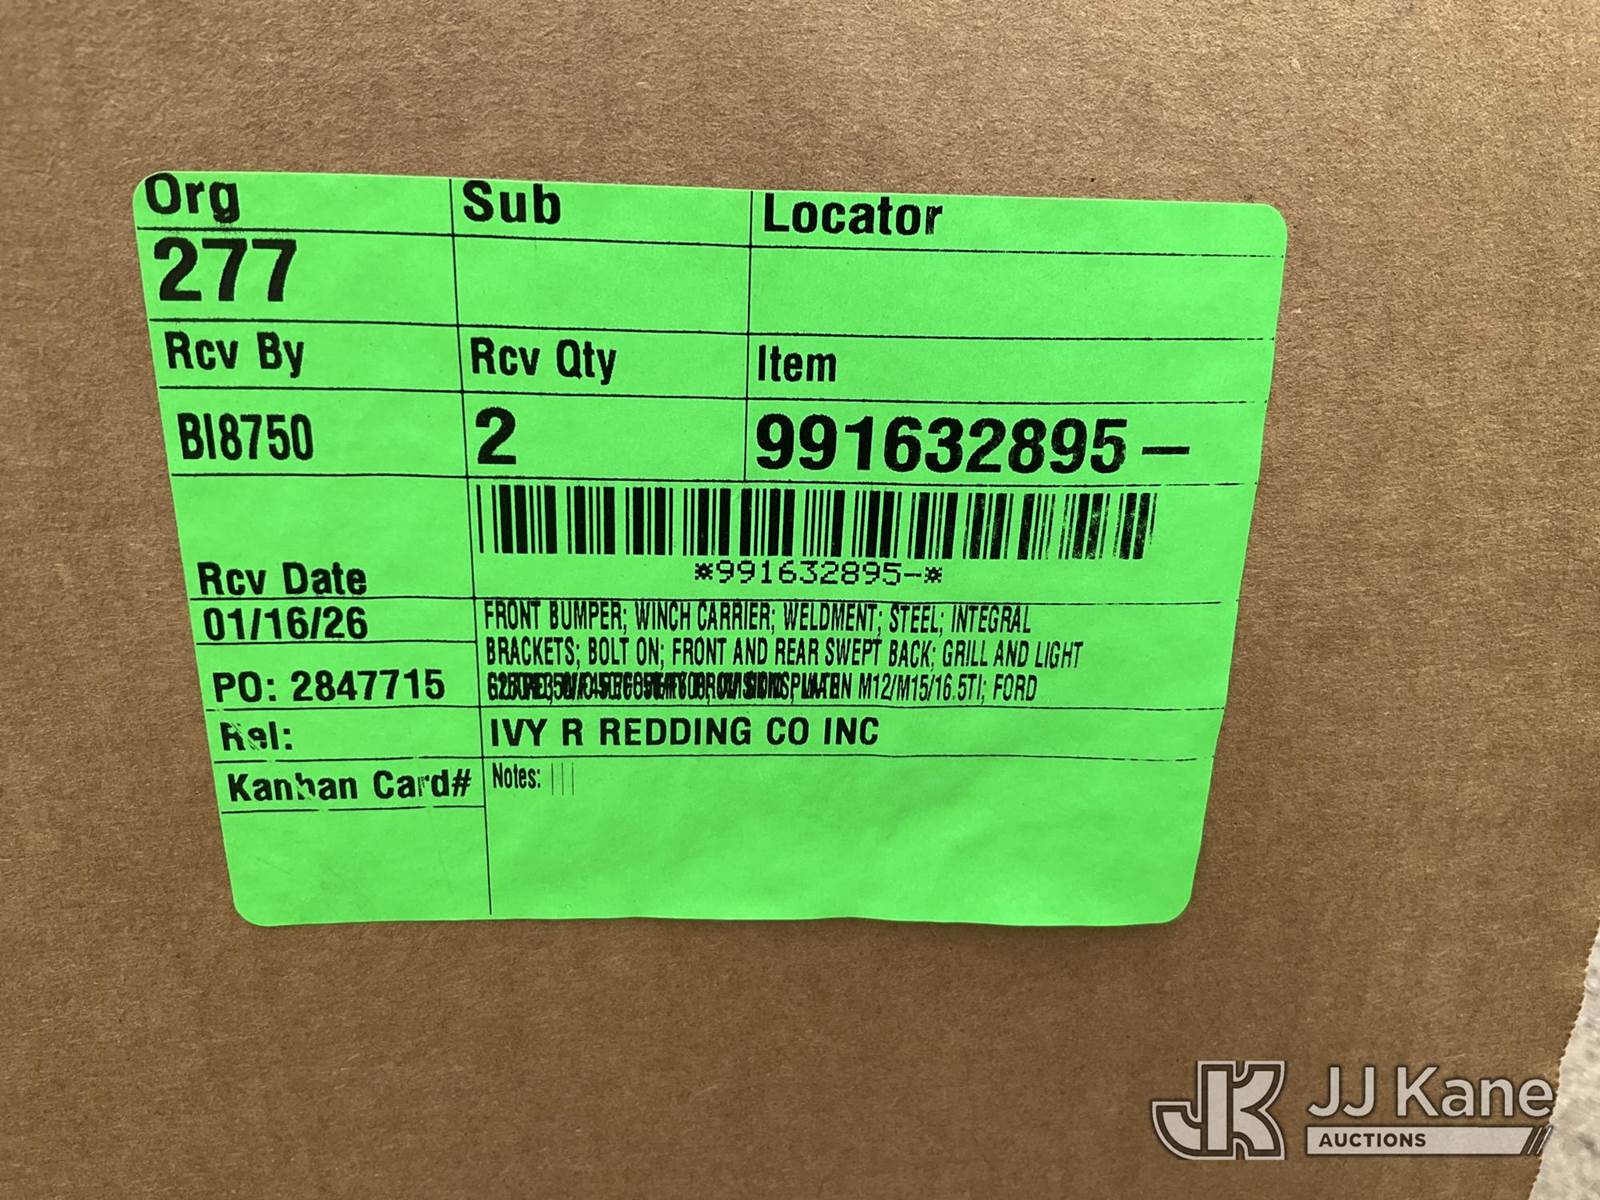 Org Sub Locator
277
Rcv By Rcv Qty Item
BI8750 2 991632895-
*991632895-*
Rcv Date
01/16/26
FRONT BUMPER; WINCH CARRIER; WELDMENT; STEEL; INTEGRAL
BRACKETS; BOLT ON; FRONT AND REAR SWEPT BACK; GRILL AND LIGHT
M12/M15/16.5TI; FORD
PO: 2847715
Rel: IVY R REDDING CO INC
Kanban Card# Notes: |||
JK JJ Kane
AUCTIONS